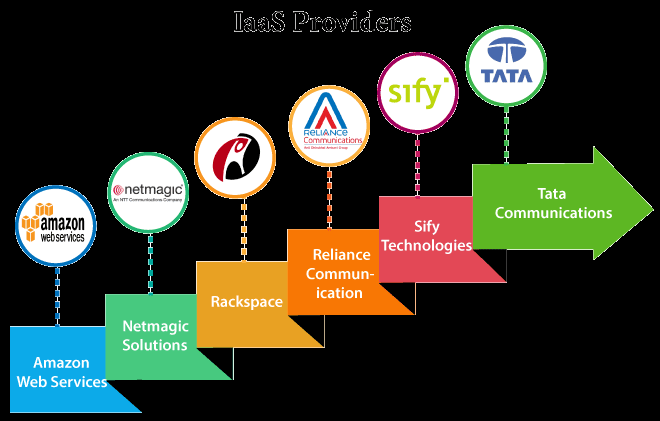 IaaS Providers
TATA
sify
RELIANCE
Communications
netmagic
An NTT Communications Company
amazon
web services
Tata
Communications
Sify
Technologies
Reliance
Commun-
ication
Rackspace
Netmagic
Solutions
Amazon
Web Services